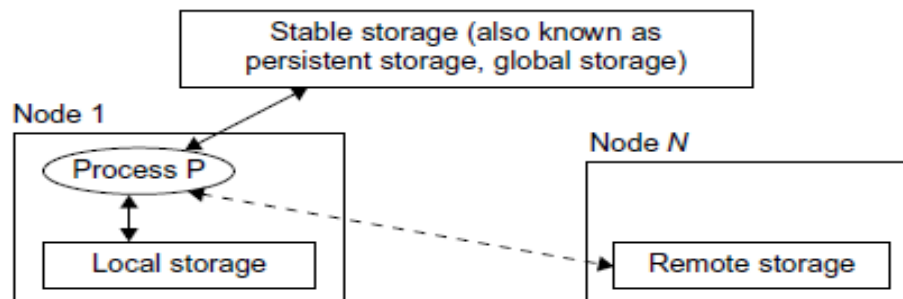 Stable storage (also known as
persistent storage, global storage)
Node 1
Process P
Local storage
Node N
Remote storage